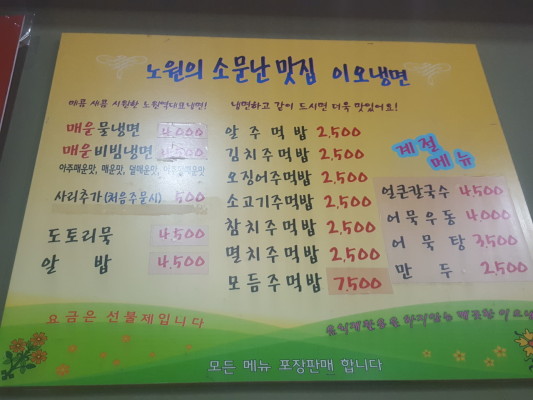 노원의 소문난 맛집 이오냉면
매콤 새콤 시원한 노원역대표냉면!
매운 물냉면 4,000
매운 비빔냉면 4,500
아주매운맛, 매운맛, 덜매운맛,
사리추가 (처음주문시) 500
도토리묵 4,500
알 밥 4,500
냉면하고 같이 드시면 더욱 맛있어요!
알 주먹밥 2,500
김치주먹밥 2,500
오징어주먹밥 2,500
소고기주먹밥 2,500
참치주먹밥 2,500
멸치주먹밥 2,500
모듬주먹밥 7,500
계절
메뉴
얼큰칼국수 4,500
어묵우동 4,000
어 묵 탕 3,500
만 두 2,500
요금은 선불제입니다
모든 메뉴 포장판매 합니다